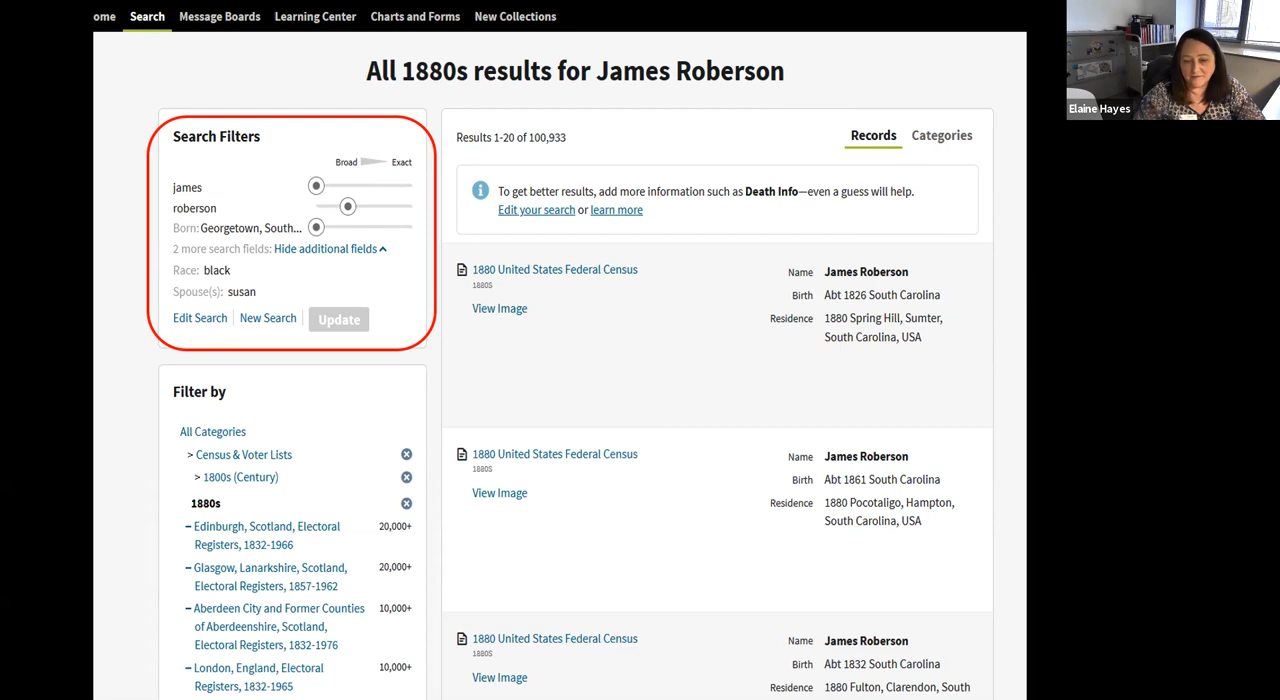 ome Search Message Boards Learning Center Charts and Forms New Collections
All 1880s results for James Roberson
Elaine Hayes
Search Filters
Broad Exact
james
roberson
Born: Georgetown, South...
2 more search fields: Hide additional fields
Race: black
Spouse(s): susan
Edit Search New Search Update
Filter by
All Categories
> Census & Voter Lists
> 1800s (Century)
1880s
– Edinburgh, Scotland, Electoral 20,000+
Registers, 1832-1966
– Glasgow, Lanarkshire, Scotland, 20,000+
Electoral Registers, 1857-1962
– Aberdeen City and Former Counties 10,000+
of Aberdeenshire, Scotland,
Electoral Registers, 1832-1976
– London, England, Electoral 10,000+
Registers, 1832-1965
Results 1-20 of 100,933 Records Categories
To get better results, add more information such as Death Info—even a guess will help.
Edit your search or learn more
1880 United States Federal Census
1880S
View Image
Name James Roberson
Birth Abt 1826 South Carolina
Residence 1880 Spring Hill, Sumter,
South Carolina, USA
1880 United States Federal Census
1880S
View Image
Name James Roberson
Birth Abt 1861 South Carolina
Residence 1880 Pocotaligo, Hampton,
South Carolina, USA
1880 United States Federal Census
1880S
View Image
Name James Roberson
Birth Abt 1832 South Carolina
Residence 1880 Fulton, Clarendon, South